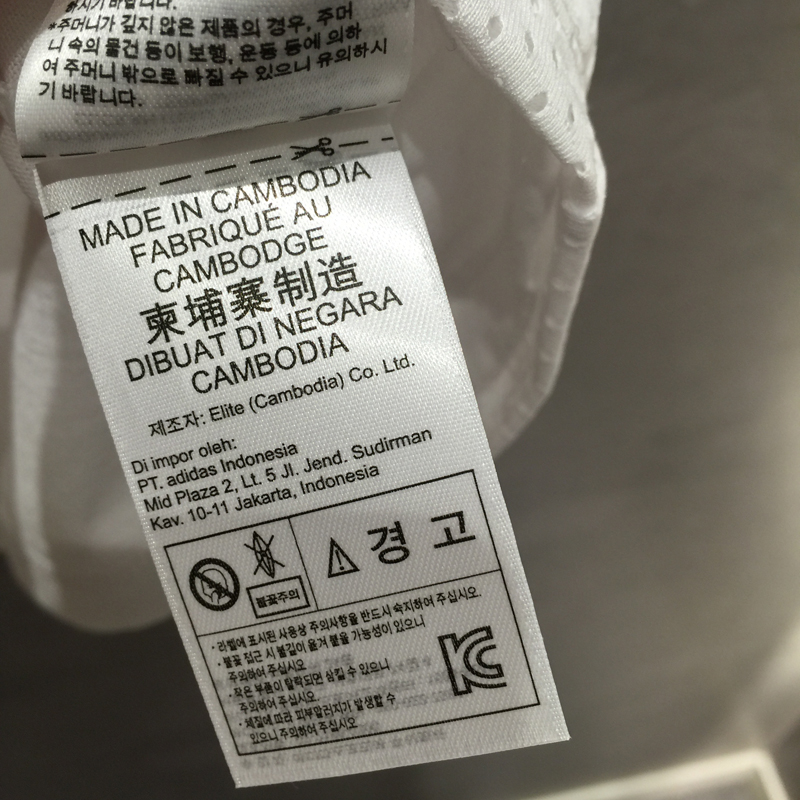 하시기 바랍니다.
*주머니가 깊지 않은 제품의 경우, 주머
니 속의 물건 등이 보행, 운동 등에 의하
여 주머니 밖으로 빠질 수 있으니 유의하시
기 바랍니다.
MADE IN CAMBODIA
FABRIQUÉ AU
CAMBODGE
柬埔寨制造
DIBUAT DI NEGARA
CAMBODIA
제조자: Elite (Cambodia) Co. Ltd.
Di impor oleh:
PT. adidas Indonesia
Mid Plaza 2, Lt. 5 Jl. Jend. Sudirman
Kav. 10-11 Jakarta, Indonesia
불꽃주의
경 고
· 라벨에 표시된 사용상 주의사항을 반드시 숙지하여 주십시오.
· 불꽃 접근 시 불길이 옮겨 붙을 가능성이 있으니
주의하여 주십시오
· 작은 부품이 탈락되면 삼킬 수 있으니
주의하여 주십시오.
· 체질에 따라 피부알러지가 발생할 수
있으니 주의하여 주십시오
KC